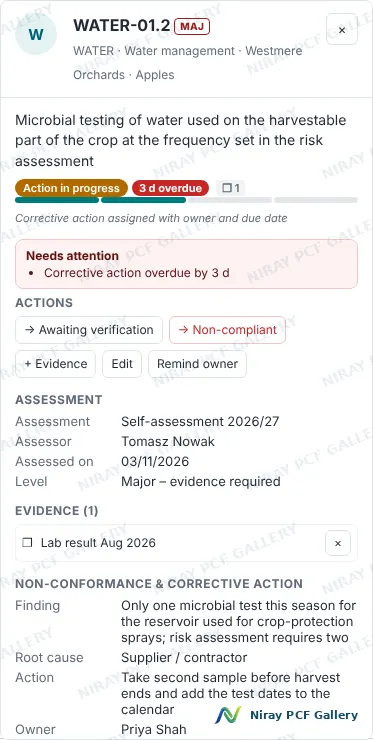 W
WATER-01.2 MAJ
×
WATER · Water management · Westmere
Orchards · Apples
Microbial testing of water used on the harvestable
part of the crop at the frequency set in the risk
assessment
Action in progress 3 d overdue ❐ 1
Corrective action assigned with owner and due date
Needs attention
• Corrective action overdue by 3 d
ACTIONS
→ Awaiting verification → Non-compliant
+ Evidence Edit Remind owner
ASSESSMENT
Assessment Self-assessment 2026/27
Assessor Tomasz Nowak
Assessed on 03/11/2026
Level Major – evidence required
EVIDENCE (1)
❐ Lab result Aug 2026 ×
NON-CONFORMANCE & CORRECTIVE ACTION
Finding Only one microbial test this season for
the reservoir used for crop-protection
sprays; risk assessment requires two
Root cause Supplier / contractor
Action Take second sample before harvest
ends and add the test dates to the
calendar
Owner Priya Shah
Niray PCF Gallery
NIRAY PCF GALLERY